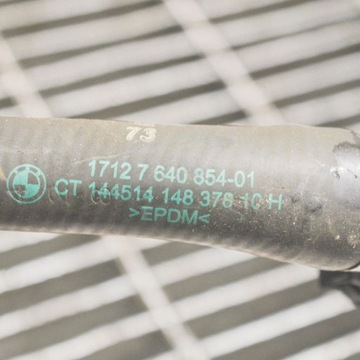 73
1712 7 640 854-01
CT 144514 148 378 10 H
>EPDM<